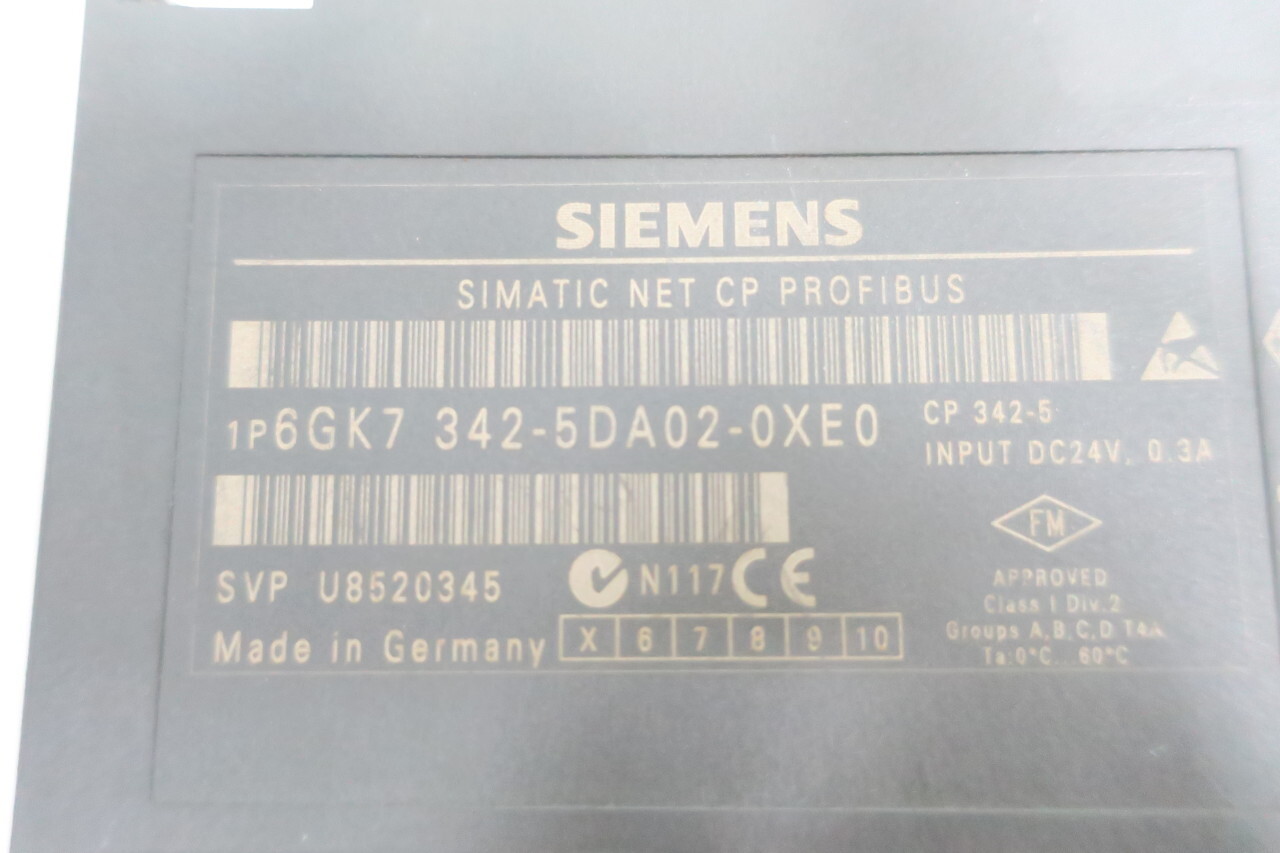 SIEMENS
SIMATIC NET CP PROFIBUS
1P6GK7 342-5DA02-0XE0
CP 342-5
INPUT DC24V, 0.3A
FM
APPROVED
Class I Div.2
Groups A,B,C,D T4A
Ta:0°C.. 60°C
SVP U8520345
N117 CE
Made in Germany
X 6 7 8 9 10